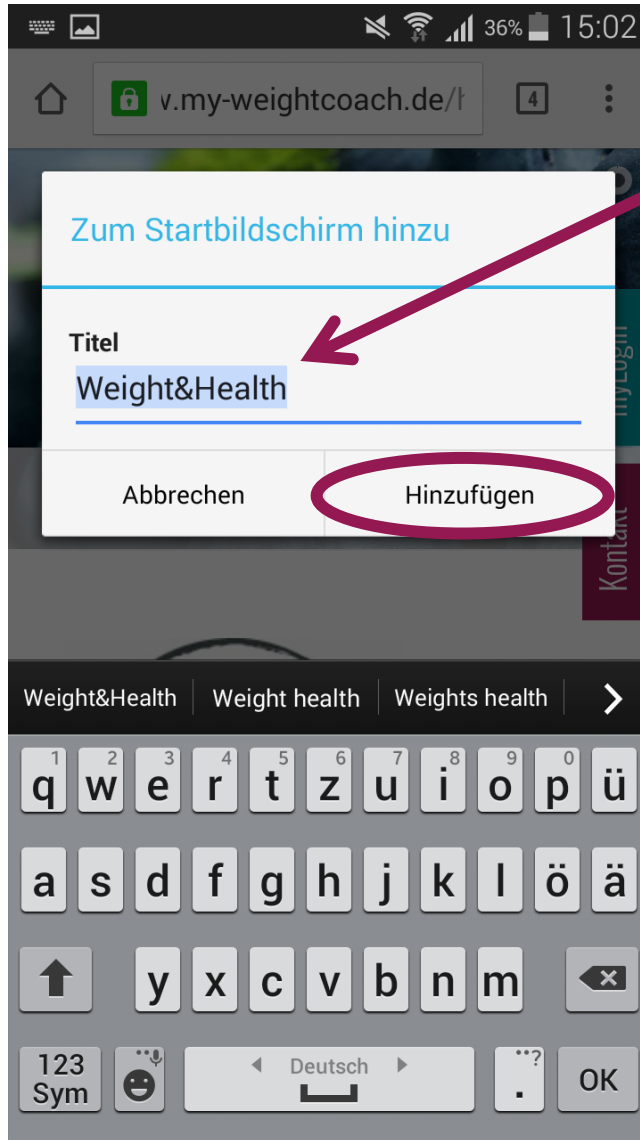 36% 15:02
v.my-weightcoach.de/h 4
Zum Startbildschirm hinzu
myLogin
Titel
Weight&Health
Abbrechen Hinzufügen
Kontakt
Weight&Health Weight health Weights health
1 2 3 4 5 6 7 8 9 0
q w e r t z u i o p ü
a s d f g h j k l ö ä
y x c v b n m
123 Sym Deutsch . ? OK